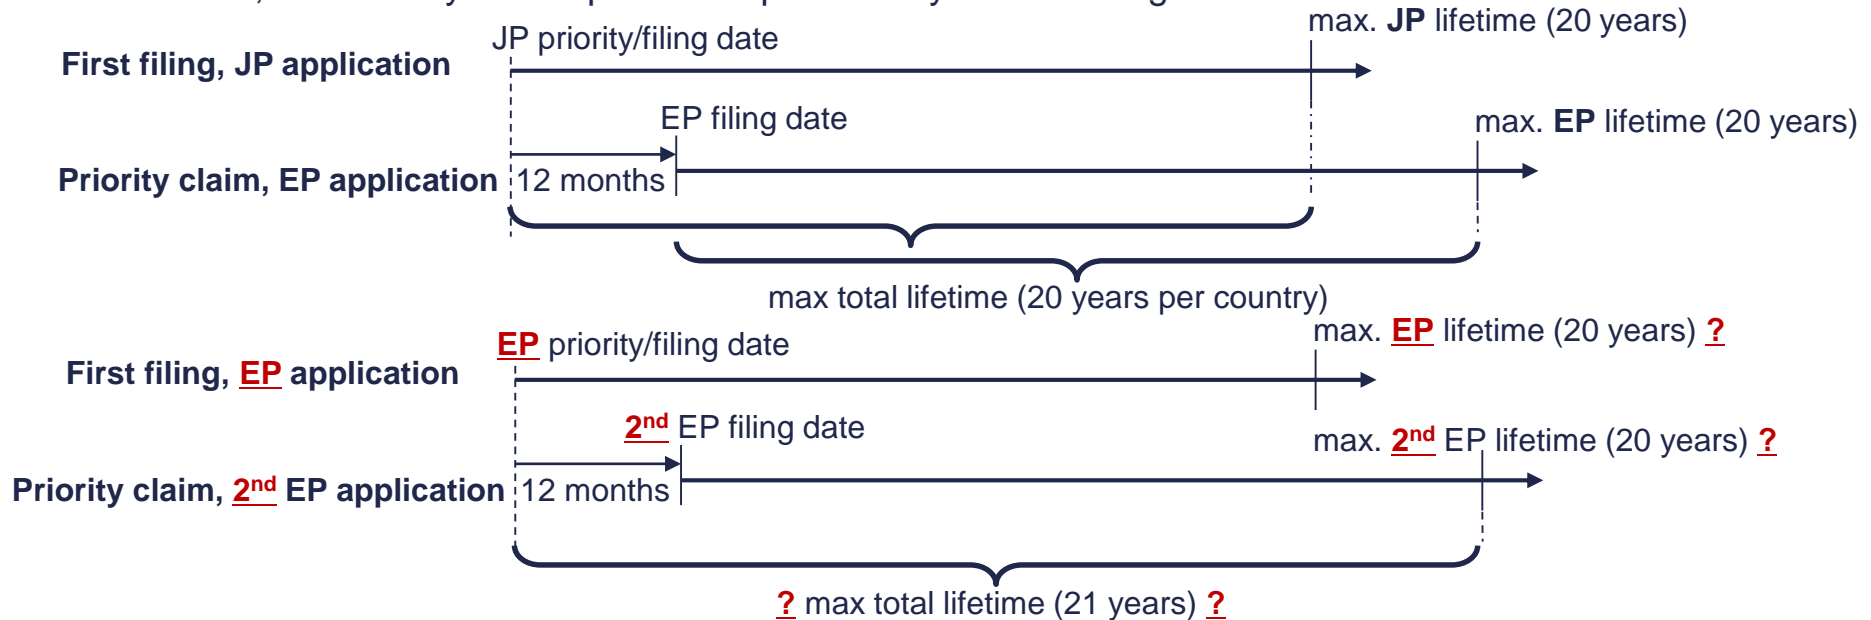 max. JP lifetime (20 years)
JP priority/filing date
First filing, JP application
EP filing date
max. EP lifetime (20 years)
Priority claim, EP application
12 months
max total lifetime (20 years per country)
max. EP lifetime (20 years) ?
EP priority/filing date
First filing, EP application
2nd EP filing date
max. 2nd EP lifetime (20 years) ?
Priority claim, 2nd EP application
12 months
? max total lifetime (21 years) ?